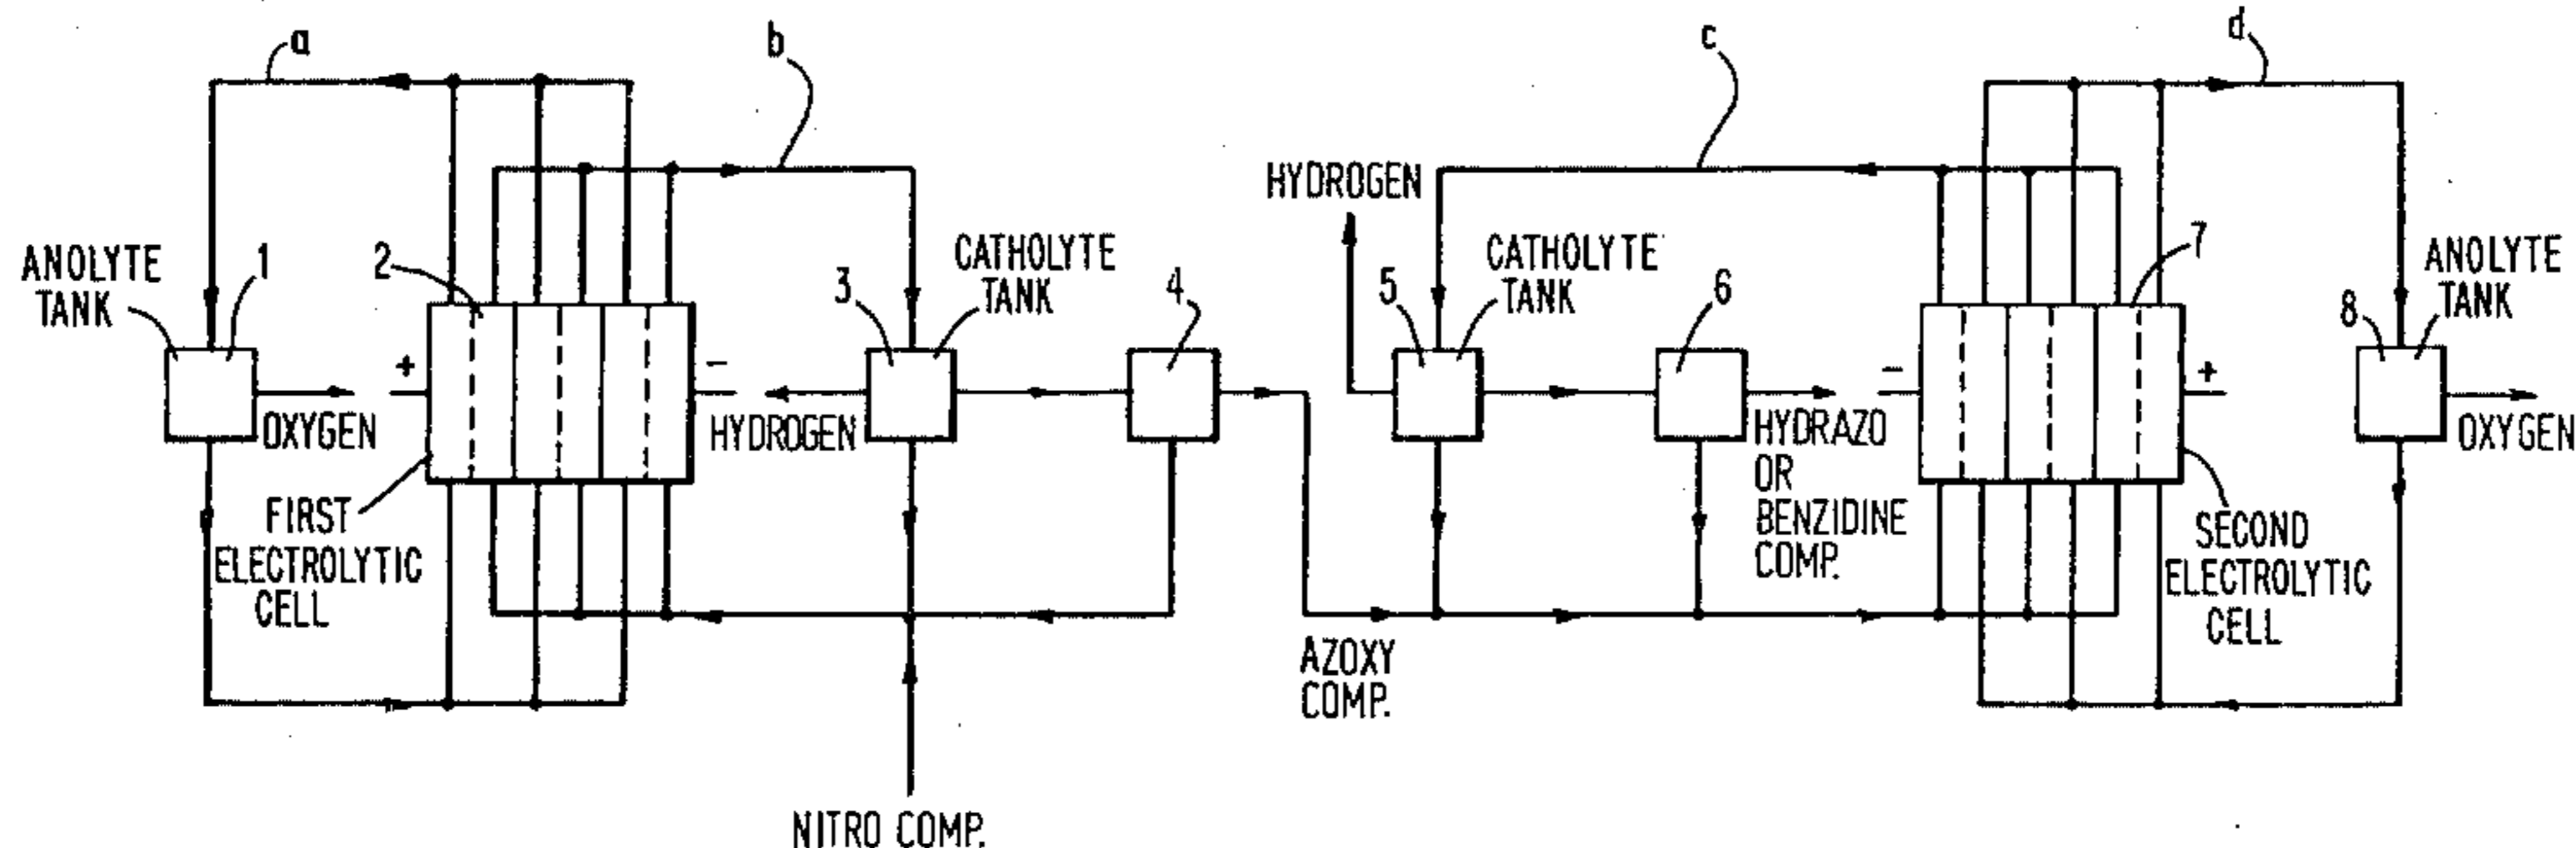 a
b
c
d
HYDROGEN
ANOLYTE
TANK
1
2
3
CATHOLYTE
TANK
4
5
CATHOLYTE
TANK
6
7
8
ANOLYTE
TANK
+
-
-
+
OXYGEN
HYDROGEN
HYDRAZO
OR
BENZIDINE
COMP.
OXYGEN
FIRST
ELECTROLYTIC
CELL
SECOND
ELECTROLYTIC
CELL
AZOXY
COMP.
NITRO COMP.